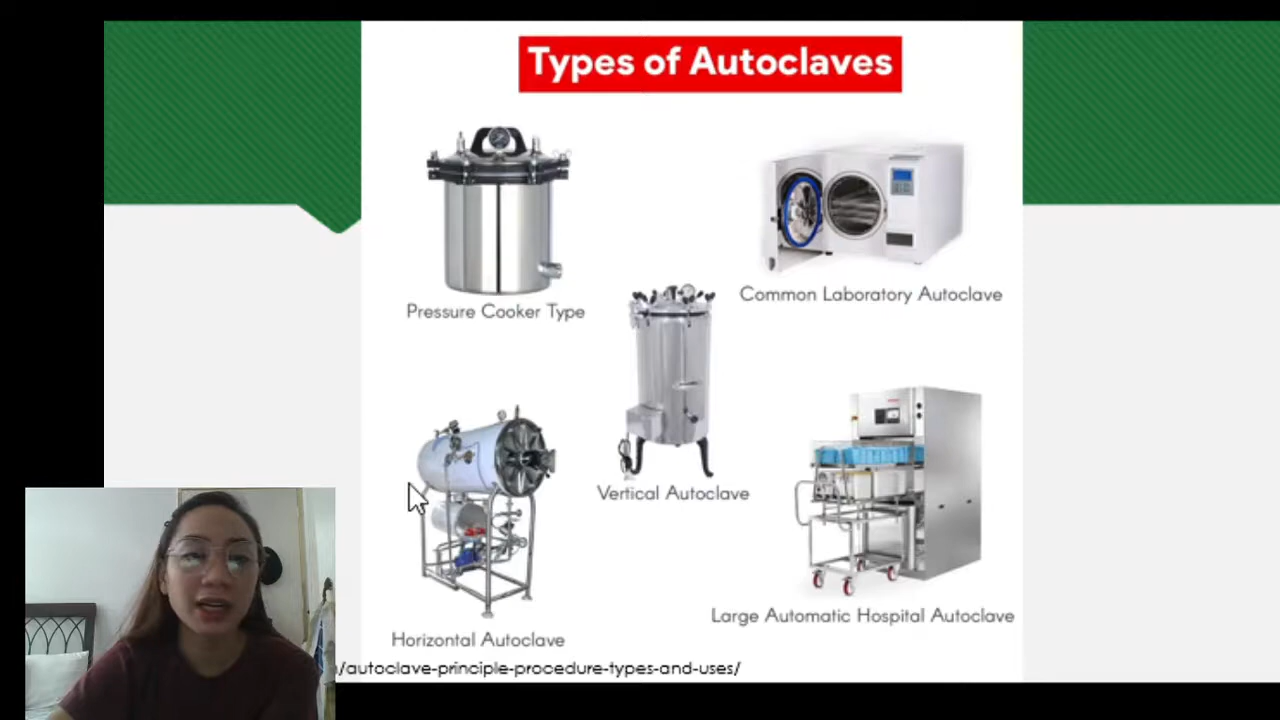 Types of Autoclaves
Pressure Cooker Type
Common Laboratory Autoclave
Vertical Autoclave
Horizontal Autoclave
Large Automatic Hospital Autoclave
/autoclave-principle-procedure-types-and-uses/